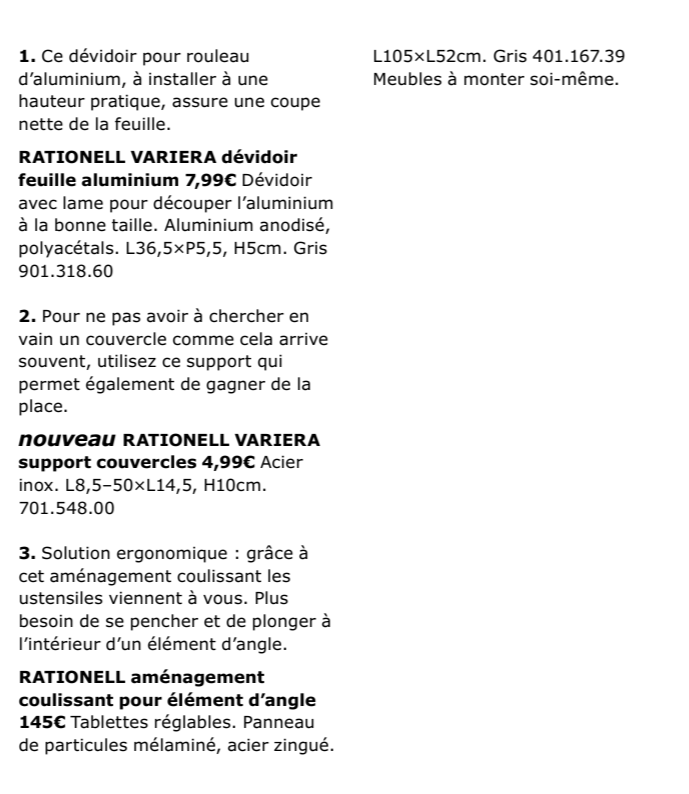 1. Ce dévidoir pour rouleau
d'aluminium, à installer à une
hauteur pratique, assure une coupe
nette de la feuille.
RATIONELL VARIERA dévidoir
feuille aluminium 7,99€ Dévidoir
avec lame pour découper l'aluminium
à la bonne taille. Aluminium anodisé,
polyacétals. L36,5×P5,5, H5cm. Gris
901.318.60
2. Pour ne pas avoir à chercher en
vain un couvercle comme cela arrive
souvent, utilisez ce support qui
permet également de gagner de la
place.
nouveau RATIONELL VARIERA
support couvercles 4,99€ Acier
inox. L8,5–50×L14,5, H10cm.
701.548.00
3. Solution ergonomique : grâce à
cet aménagement coulissant les
ustensiles viennent à vous. Plus
besoin de se pencher et de plonger à
l'intérieur d'un élément d'angle.
RATIONELL aménagement
coulissant pour élément d'angle
145€ Tablettes réglables. Panneau
de particules mélaminé, acier zingué.
L105×L52cm. Gris 401.167.39
Meubles à monter soi-même.